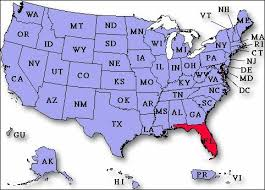 VT NH
WA MT ND MN ME
OR ID SD WI MI NY MA
RI
WY IA PA CT
NV NE IL IN OH NJ
UT CO DE
CA KS MO KY WV VA MD
DC
AZ NM OK AR TN NC
SC
MS AL GA
TX LA
GU
AK HI PR VI